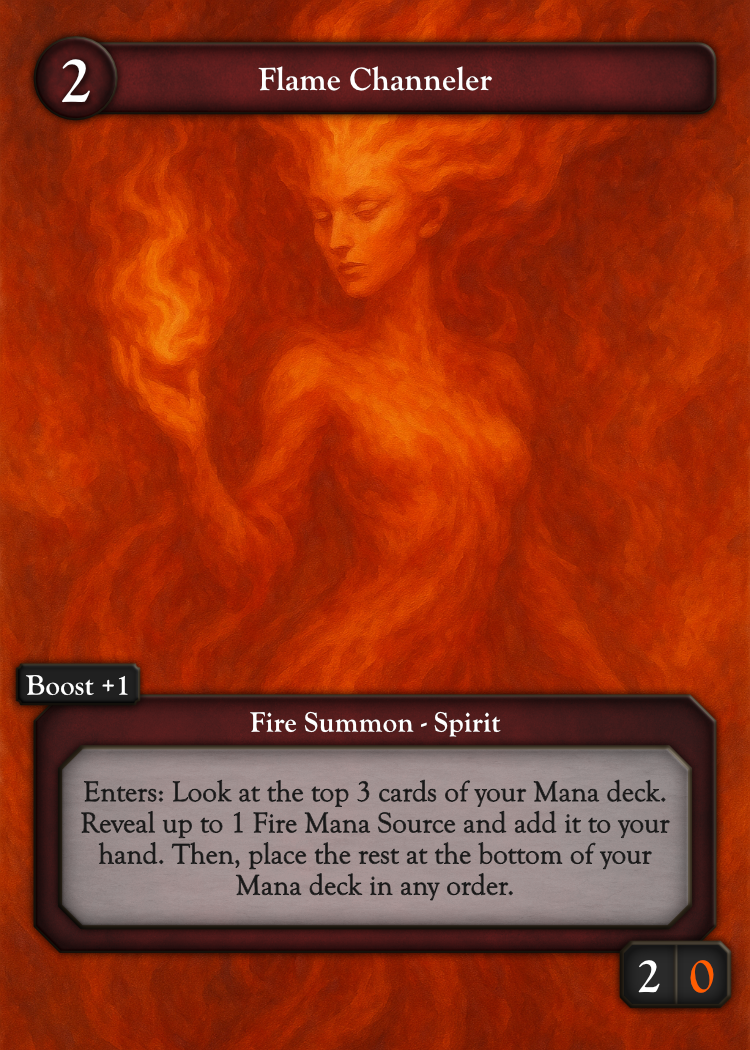 2
Flame Channeler
Boost +1
Fire Summon - Spirit
Enters: Look at the top 3 cards of your Mana deck.
Reveal up to 1 Fire Mana Source and add it to your
hand. Then, place the rest at the bottom of your
Mana deck in any order.
2 0